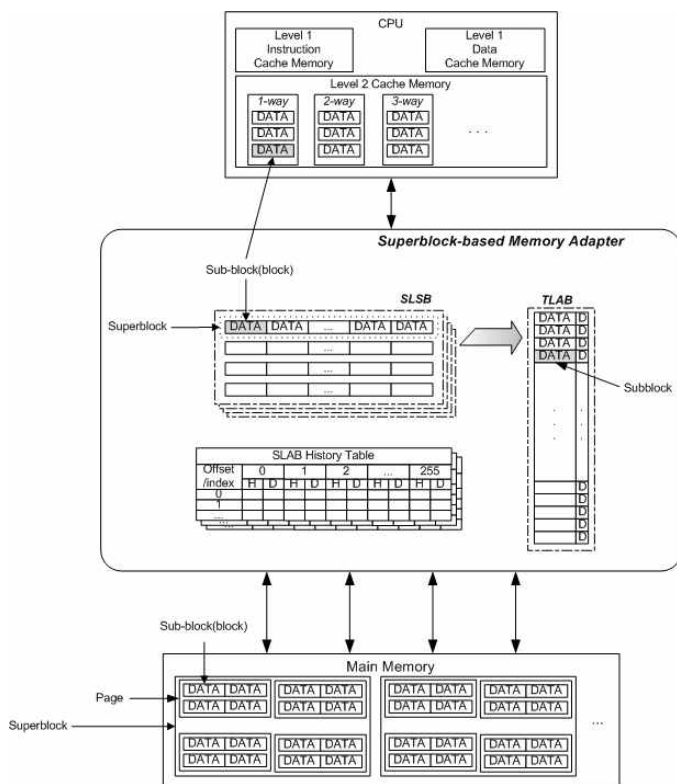 CPU
Level 1 Instruction Cache Memory
Level 1 Data Cache Memory
Level 2 Cache Memory
1-way 2-way 3-way
DATA DATA DATA
DATA DATA DATA . . .
DATA DATA DATA
Superblock-based Memory Adapter
Sub-block(block)
SLSB
TLAB
Superblock
DATA DATA ... DATA DATA
...
...
...
DATA D
DATA D
DATA D
DATA D
Subblock
SLAB History Table
Offset /index 0 1 2 ... 255
H D H D H D H D H D
0
1
....
...
D
D
D
D
D
Main Memory
Sub-block(block)
Page
Superblock
DATA DATA DATA DATA DATA DATA DATA DATA
DATA DATA DATA DATA DATA DATA DATA DATA
...
DATA DATA DATA DATA DATA DATA DATA DATA
DATA DATA DATA DATA DATA DATA DATA DATA